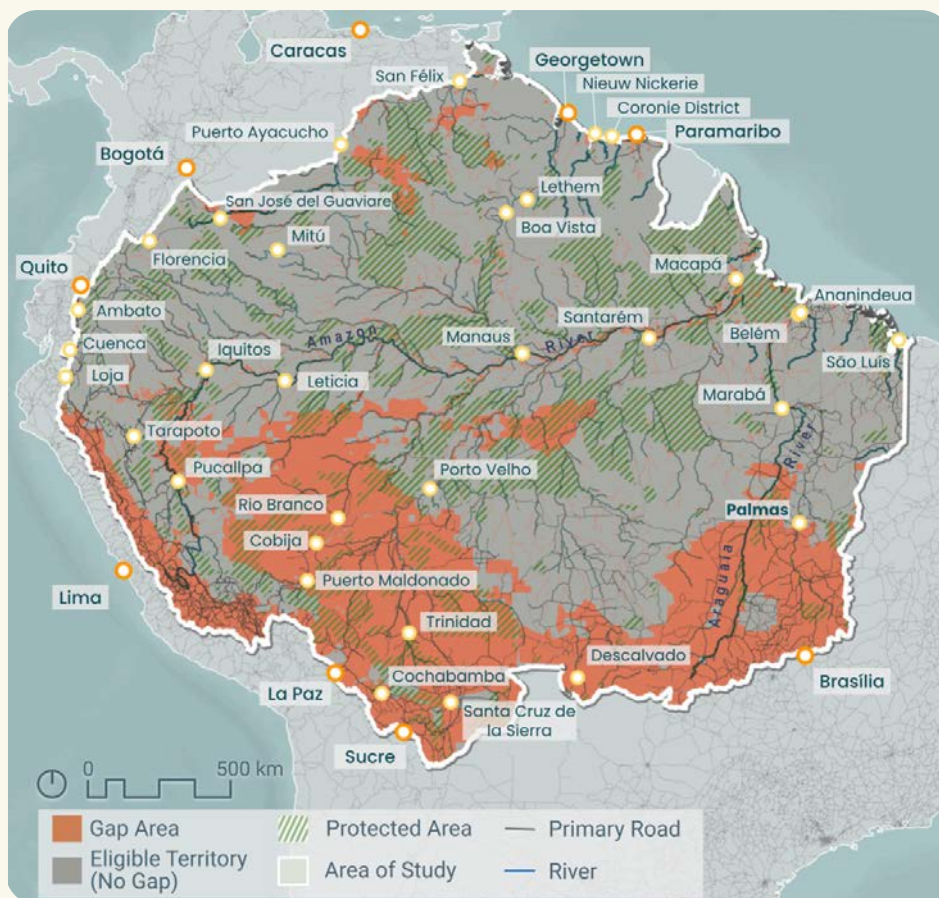 Caracas
San Félix
Georgetown
Nieuw Nickerie
Coronie District
Puerto Ayacucho
Paramaribo
Bogotá
Lethem
San José del Guaviare
Boa Vista
Mitú
Florencia
Quito
Macapá
Ananindeua
Ambato
Santarém
Manaus
Amazon River
Belém
Cuenca
Iquitos
São Luís
Loja
Leticia
Marabá
Tarapoto
Pucallpa
Porto Velho
Rio Branco
Palmas
Cobija
Araguaia River
Lima
Puerto Maldonado
Trinidad
Descalvado
La Paz
Cochabamba
Brasília
Santa Cruz de
la Sierra
Sucre
0 500 km
Gap Area
Protected Area
Primary Road
Eligible Territory
(No Gap)
Area of Study
River